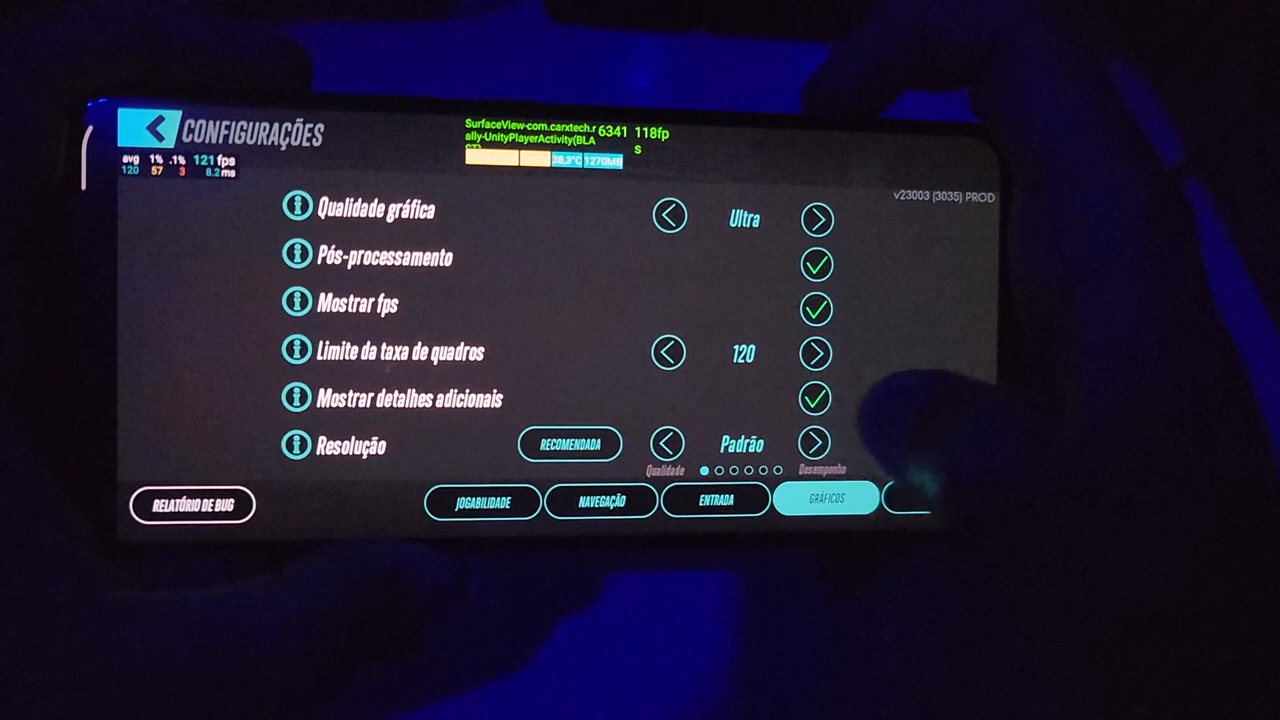 CONFIGURAÇÕES
SurfaceView-com.carxtech.r 6341 118fp
ally-UnityPlayerActivity(BLA s
38,3°C 1270MB
avg 1% .1% 121 fps
120 57 3 8.2 ms
v23003 (3035) PROD
Qualidade gráfica Ultra
Pós-processamento
Mostrar fps
Limite da taxa de quadros 120
Mostrar detalhes adicionais
Resolução RECOMENDADA Padrão
Qualidade Desempenho
RELATÓRIO DE BUG JOGABILIDADE NAVEGAÇÃO ENTRADA GRÁFICOS